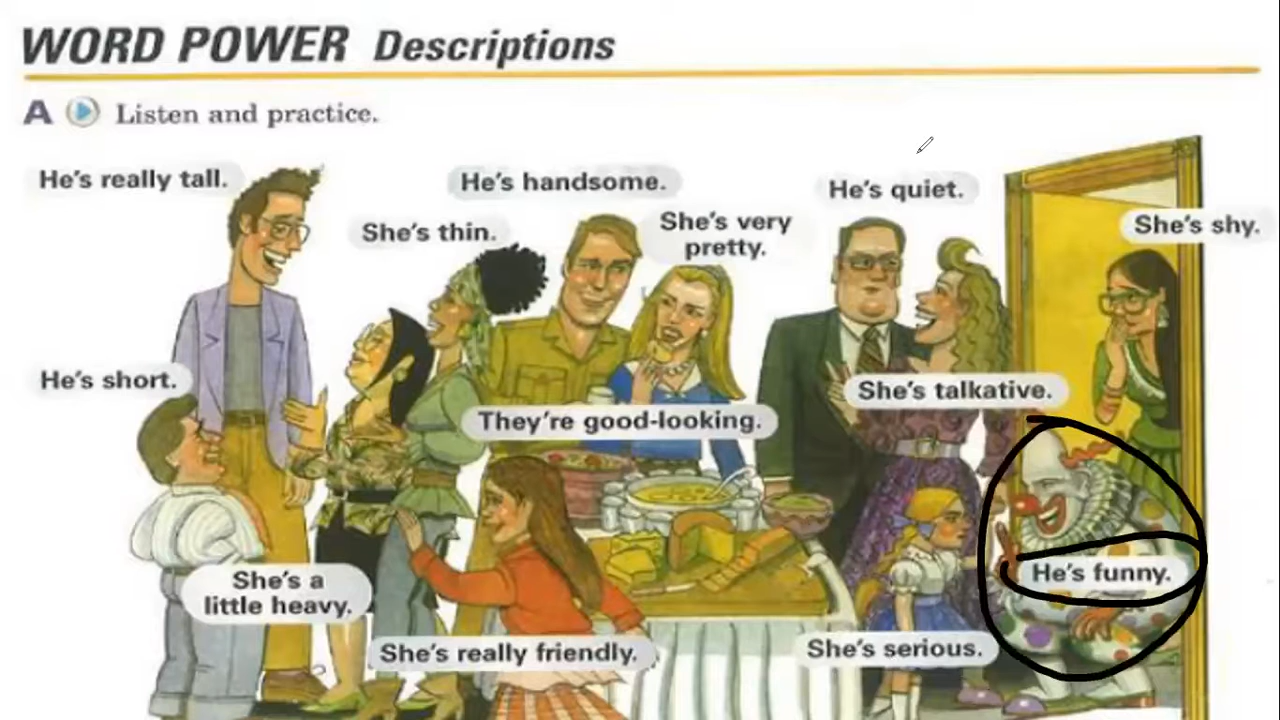 WORD POWER Descriptions
A Listen and practice.
He's really tall.
He's handsome.
He's quiet.
She's thin.
She's very
pretty.
She's shy.
He's short.
She's talkative.
They're good-looking.
She's a
little heavy.
He's funny.
She's really friendly.
She's serious.